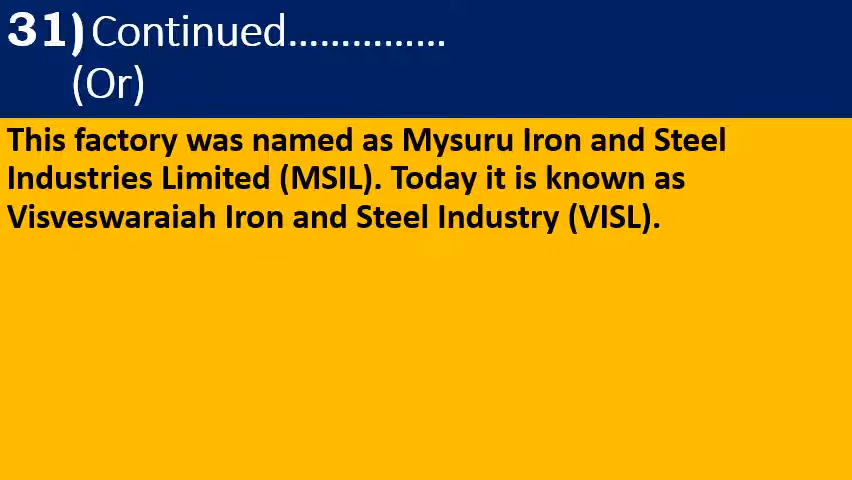 31) Continued...............
(Or)
This factory was named as Mysuru Iron and Steel
Industries Limited (MSIL). Today it is known as
Visveswaraiah Iron and Steel Industry (VISL).